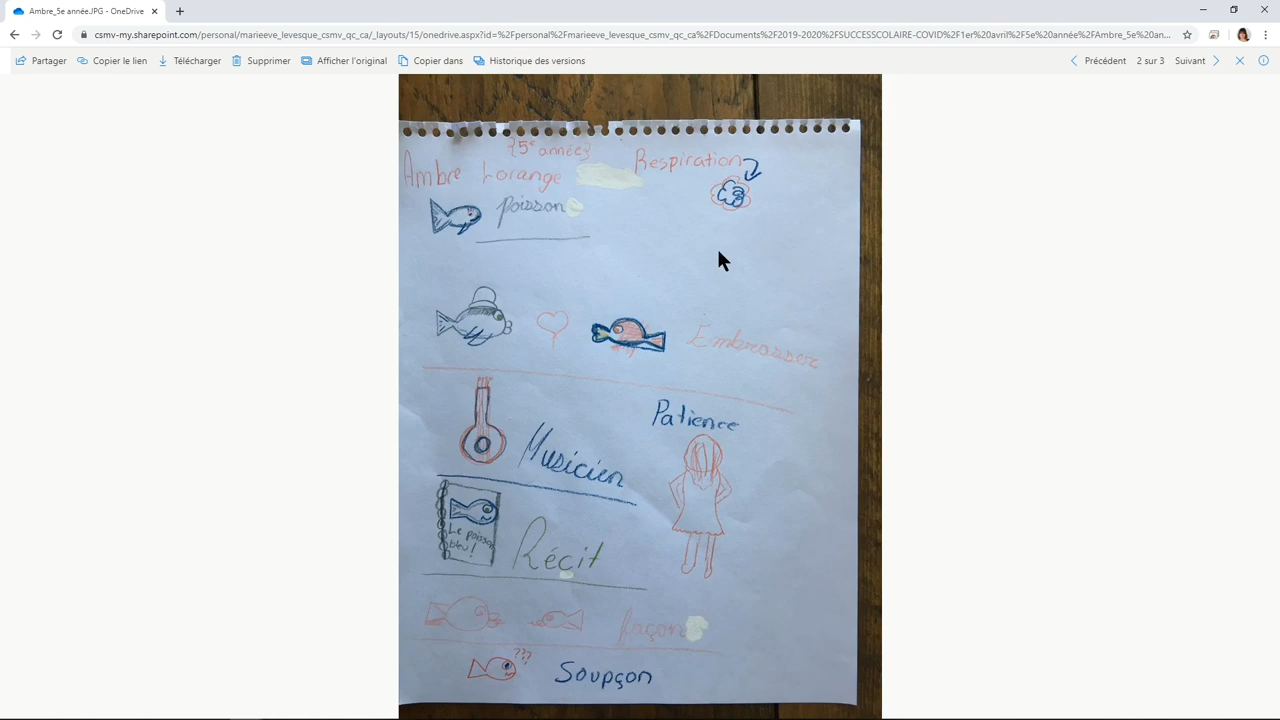 Ambre_5e année.JPG - OneDrive
csmv-my.sharepoint.com/personal/marieeve_levesque_csmv_qc_ca/_layouts/15/onedrive.aspx?id=%2Fpersonal%2Fmarieeve_levesque_csmv_qc_ca%2FDocuments%2F2019-2020%2FSUCCESSCOLAIRE-COVID%2F1er%20avril%2F5e%20année%2FAmbre_5e%20an...
Partager Copier le lien Télécharger Supprimer Afficher l'original Copier dans Historique des versions Précédent 2 sur 3 Suivant
{5e année}
Ambre Lorange
Respiration
poisson
Embrasser
Patience
Musicien
Le poisson
bleu!
Récit
façon
???
Soupçon